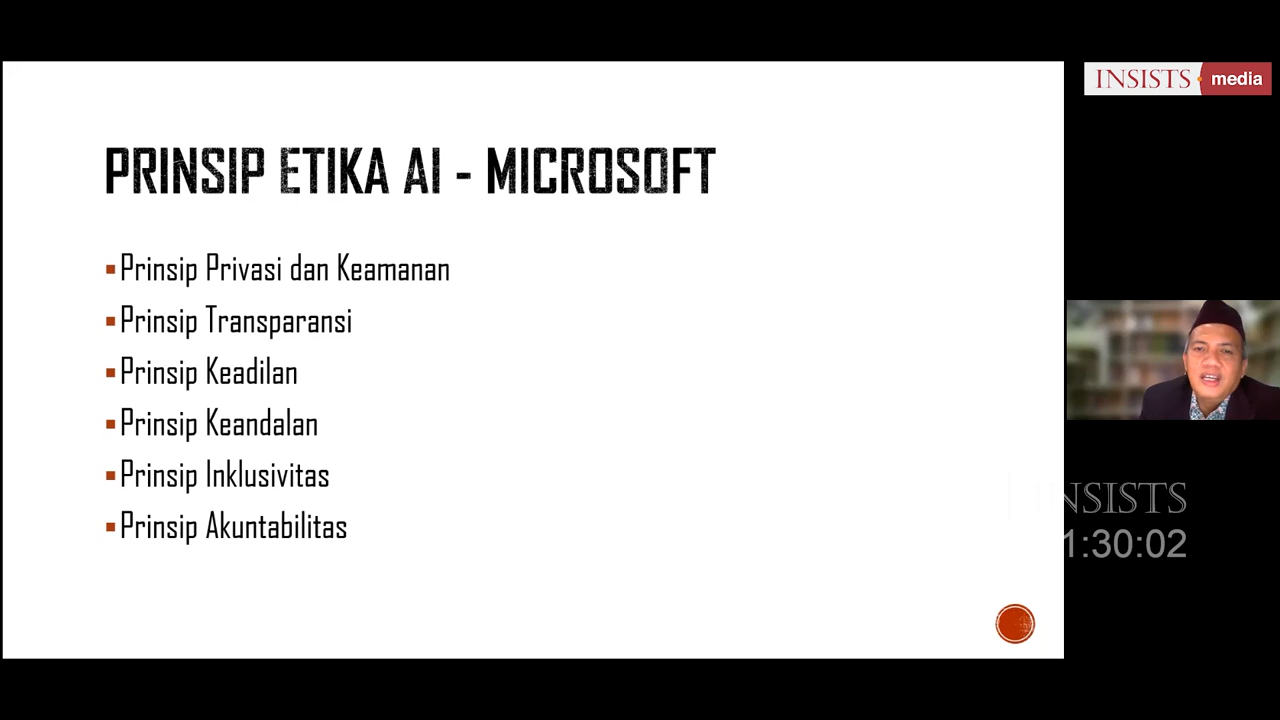 INSISTS media
PRINSIP ETIKA AI - MICROSOFT
Prinsip Privasi dan Keamanan
Prinsip Transparansi
Prinsip Keadilan
Prinsip Keandalan
Prinsip Inklusivitas
Prinsip Akuntabilitas
INSISTS
1:30:02